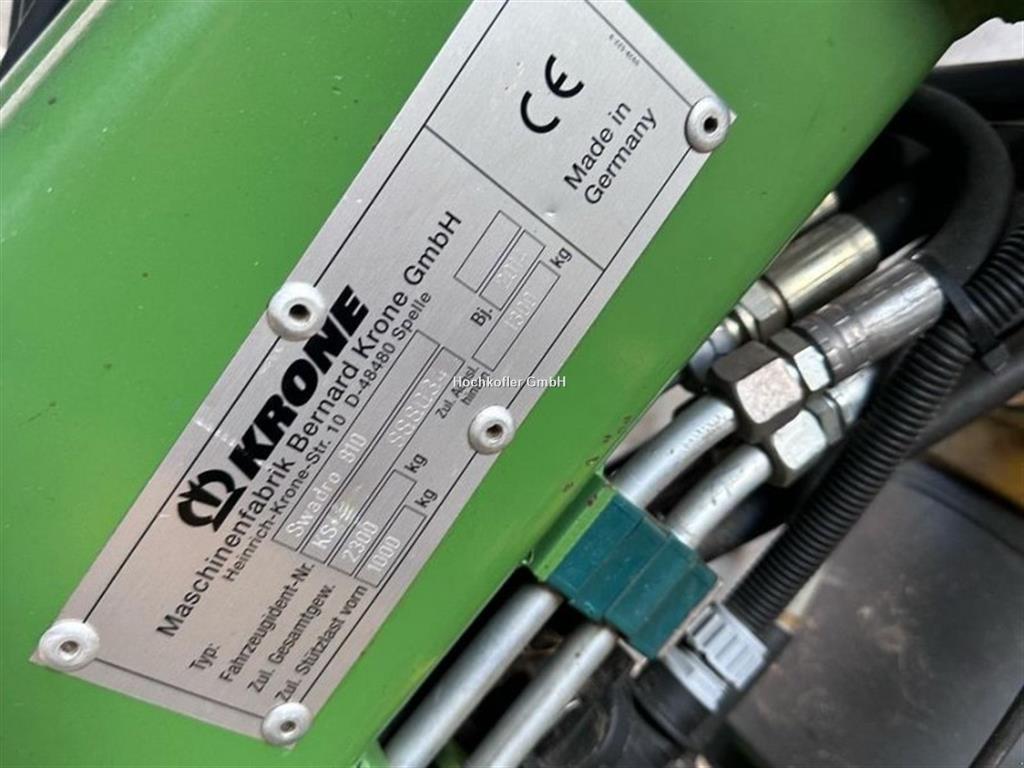 KRONE
Maschinenfabrik Bernard Krone GmbH
Heinrich-Krone-Str. 10 D-48480 Spelle
Typ: Swadro 810
Fahrzeugident-Nr.
Zul. Gesamtgew. 2300 kg Bj.
Zul. Stützlast vorn 1000 kg Zul. Achsl. hinten 1300 kg
CE
Made in
Germany
Hochkofler GmbH